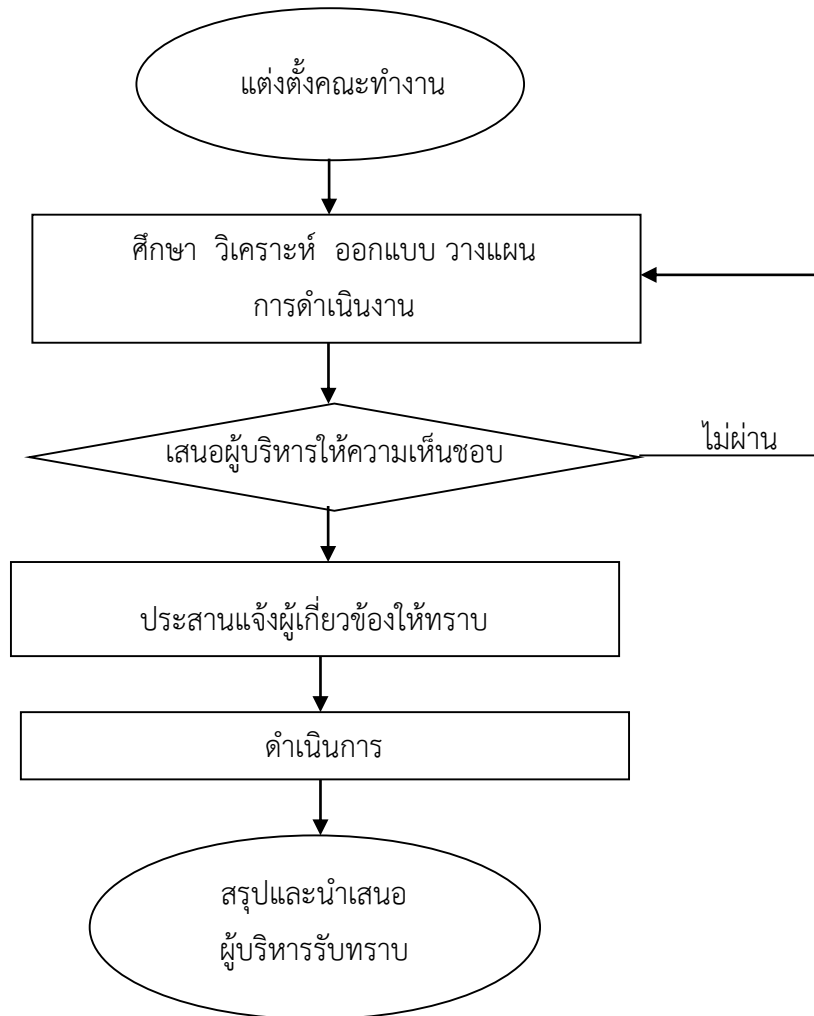 แต่งตั้งคณะทำงาน
ศึกษา วิเคราะห์ ออกแบบ วางแผน
การดำเนินงาน
เสนอผู้บริหารให้ความเห็นชอบ
ไม่ผ่าน
ประสานแจ้งผู้เกี่ยวข้องให้ทราบ
ดำเนินการ
สรุปและนำเสนอ
ผู้บริหารรับทราบ